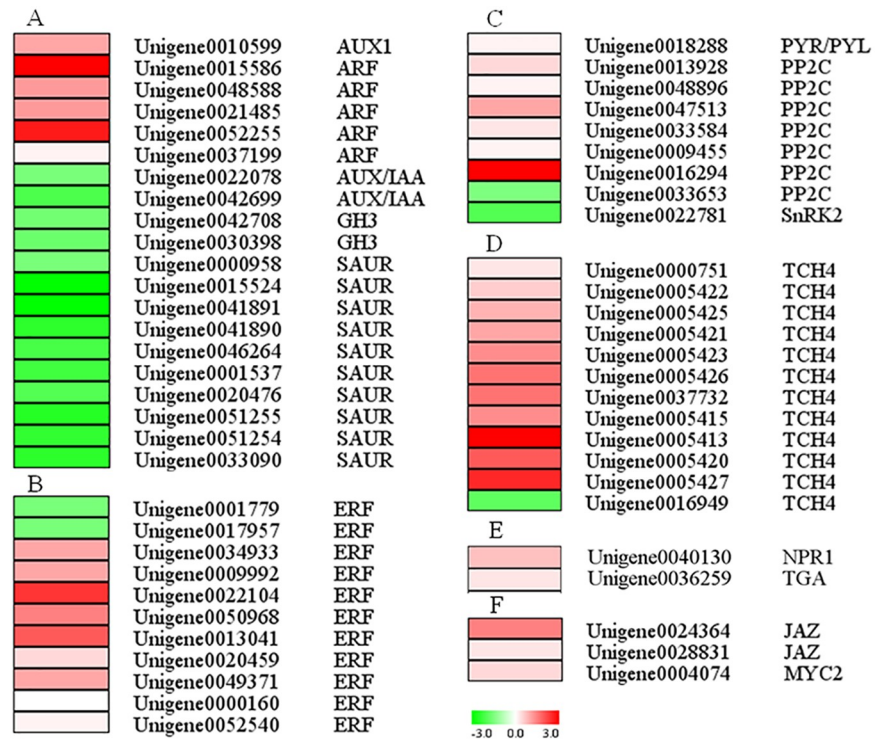 A
Unigene0010599 AUX1
Unigene0015586 ARF
Unigene0048588 ARF
Unigene0021485 ARF
Unigene0052255 ARF
Unigene0037199 ARF
Unigene0022078 AUX/IAA
Unigene0042699 AUX/IAA
Unigene0042708 GH3
Unigene0030398 GH3
Unigene0000958 SAUR
Unigene0015524 SAUR
Unigene0041891 SAUR
Unigene0041890 SAUR
Unigene0046264 SAUR
Unigene0001537 SAUR
Unigene0020476 SAUR
Unigene0051255 SAUR
Unigene0051254 SAUR
Unigene0033090 SAUR
B
Unigene0001779 ERF
Unigene0017957 ERF
Unigene0034933 ERF
Unigene0009992 ERF
Unigene0022104 ERF
Unigene0050968 ERF
Unigene0013041 ERF
Unigene0020459 ERF
Unigene0049371 ERF
Unigene0000160 ERF
Unigene0052540 ERF
C
Unigene0018288 PYR/PYL
Unigene0013928 PP2C
Unigene0048896 PP2C
Unigene0047513 PP2C
Unigene0033584 PP2C
Unigene0009455 PP2C
Unigene0016294 PP2C
Unigene0033653 PP2C
Unigene0022781 SnRK2
D
Unigene0000751 TCH4
Unigene0005422 TCH4
Unigene0005425 TCH4
Unigene0005421 TCH4
Unigene0005423 TCH4
Unigene0005426 TCH4
Unigene0037732 TCH4
Unigene0005415 TCH4
Unigene0005413 TCH4
Unigene0005420 TCH4
Unigene0005427 TCH4
Unigene0016949 TCH4
E
Unigene0040130 NPR1
Unigene0036259 TGA
F
Unigene0024364 JAZ
Unigene0028831 JAZ
Unigene0004074 MYC2
-3.0 0.0 3.0